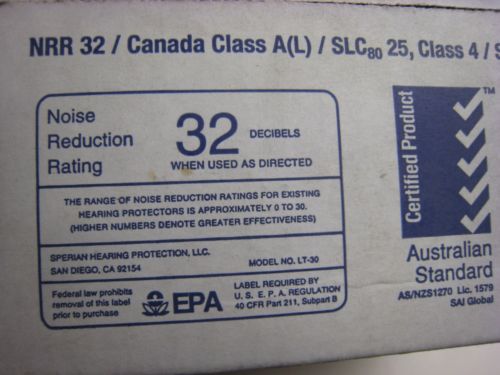 NRR 32 / Canada Class A(L) / SLC80 25, Class 4 / S
Noise
Reduction
Rating
32 DECIBELS
WHEN USED AS DIRECTED
THE RANGE OF NOISE REDUCTION RATINGS FOR EXISTING
HEARING PROTECTORS IS APPROXIMATELY 0 TO 30.
(HIGHER NUMBERS DENOTE GREATER EFFECTIVENESS)
SPERIAN HEARING PROTECTION, LLC.
SAN DIEGO, CA 92154
MODEL NO. LT-30
Federal law prohibits
removal of this label
prior to purchase
EPA
LABEL REQUIRED BY
U. S. E. P. A. REGULATION
40 CFR Part 211, Subpart B
Certified Product
TM
Australian
Standard
AS/NZS1270 Lic. 1579
SAI Global